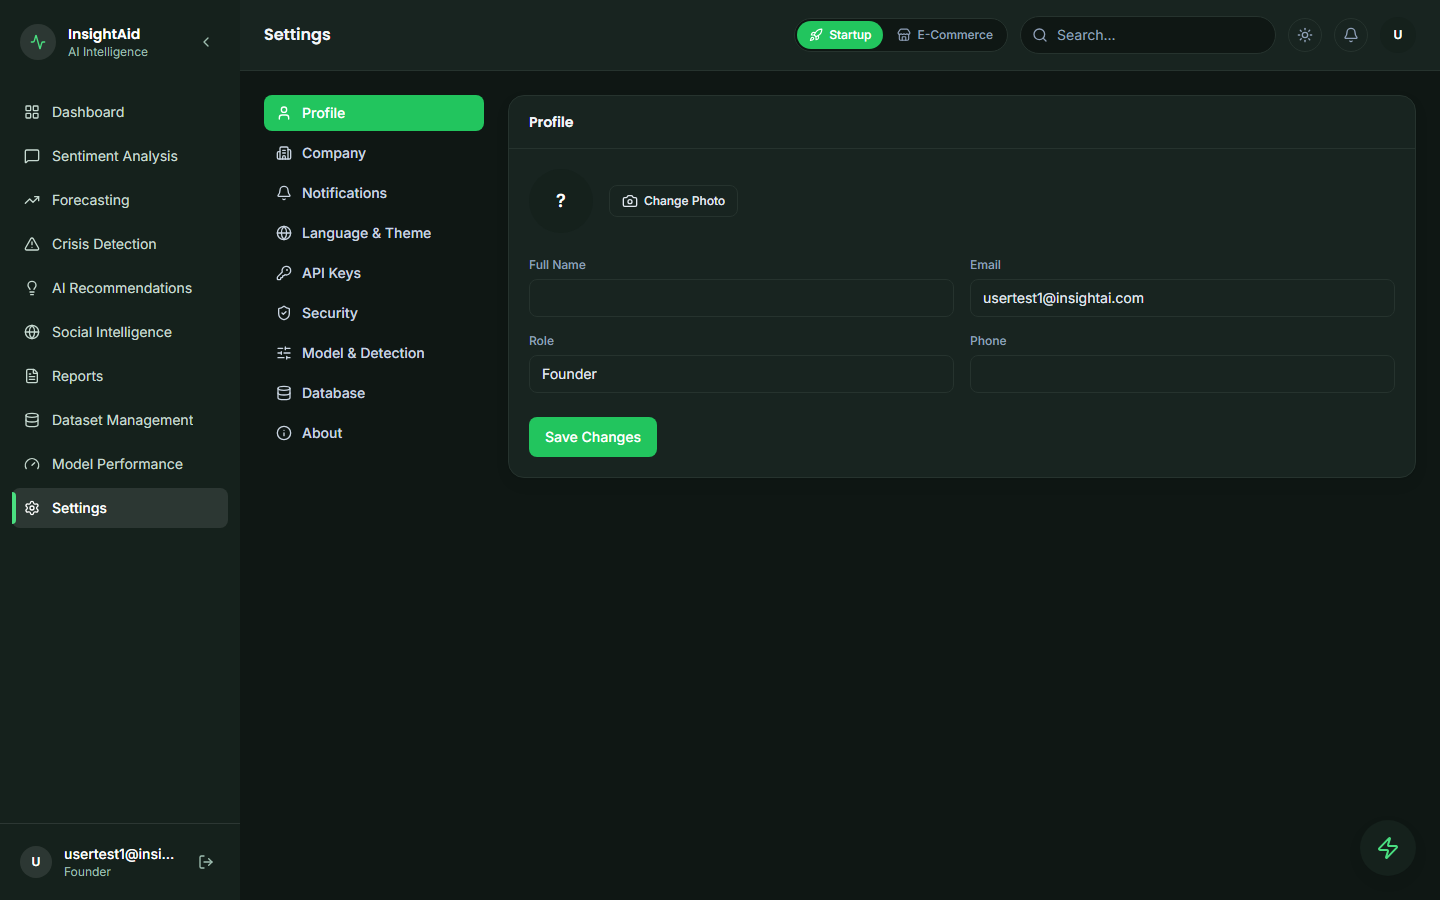 InsightAid
AI Intelligence
Dashboard
Sentiment Analysis
Forecasting
Crisis Detection
AI Recommendations
Social Intelligence
Reports
Dataset Management
Model Performance
Settings
U
usertest1@insi...
Founder
Settings
Startup
E-Commerce
Search...
U
Profile
Company
Notifications
Language & Theme
API Keys
Security
Model & Detection
Database
About
Profile
?
Change Photo
Full Name
Email
usertest1@insightai.com
Role
Phone
Founder
Save Changes